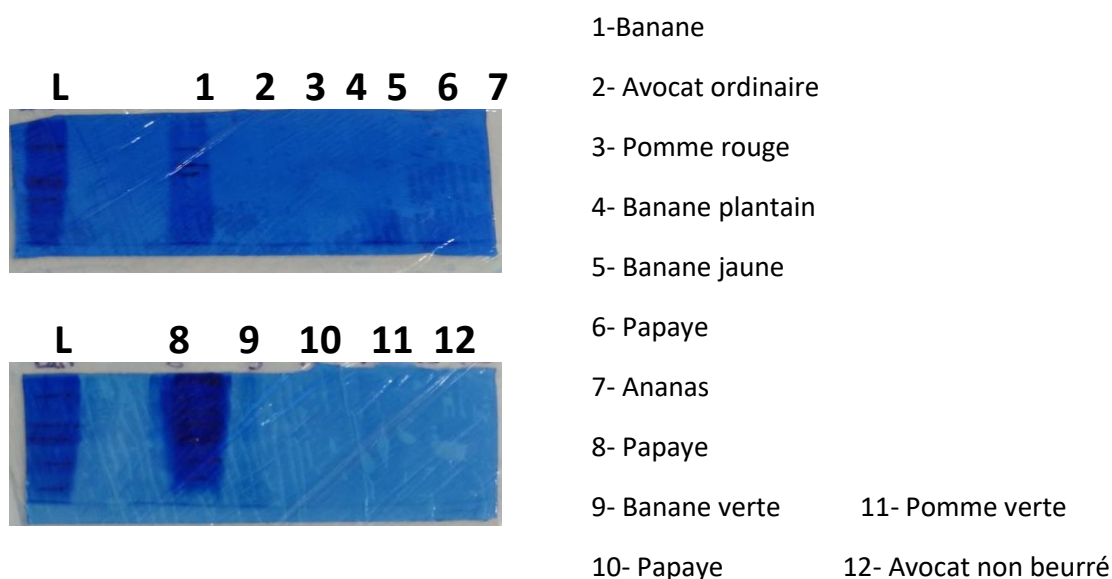 L 1 2 3 4 5 6 7
L 8 9 10 11 12
1-Banane
2- Avocat ordinaire
3- Pomme rouge
4- Banane plantain
5- Banane jaune
6- Papaye
7- Ananas
8- Papaye
9- Banane verte 11- Pomme verte
10- Papaye 12- Avocat non beurré